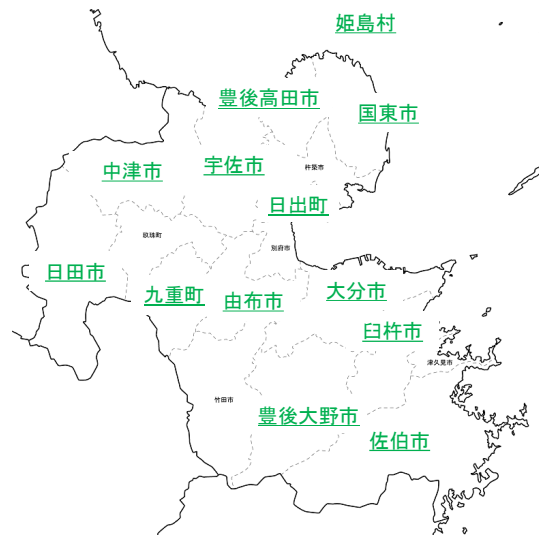 姫島村
豊後高田市
国東市
中津市
宇佐市
杵築市
日出町
玖珠町
別府市
日田市
九重町
由布市
大分市
臼杵市
津久見市
竹田市
豊後大野市
佐伯市